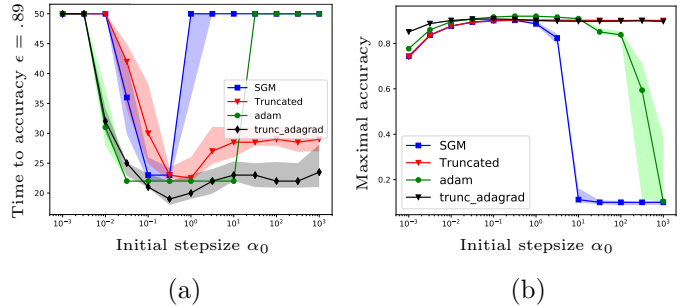 Time to accuracy ϵ = .89
50
45
40
35
30
25
20
SGM
Truncated
adam
trunc_adagrad
10⁻³ 10⁻² 10⁻¹ 10⁰ 10¹ 10² 10³
Initial stepsize α₀
(a)
Maximal accuracy
0.8
0.6
0.4
0.2
SGM
Truncated
adam
trunc_adagrad
10⁻³ 10⁻² 10⁻¹ 10⁰ 10¹ 10² 10³
Initial stepsize α₀
(b)